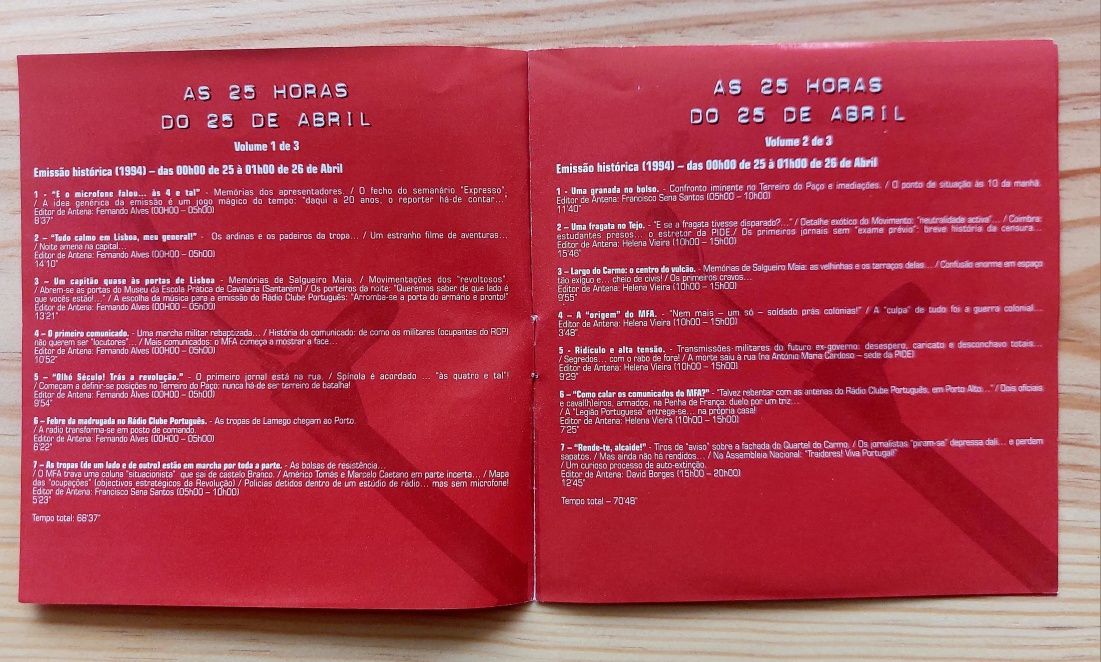 AS 25 HORAS
DO 25 DE ABRIL
Volume 1 de 3
Emissão histórica (1994) – das 00h00 de 25 à 01h00 de 26 de Abril
1 - "E o microfone falou... às 4 e tal" - Memórias dos apresentadores. / O fecho do semanário "Expresso".
/ A ideia genérica da emissão é um jogo mágico do tempo: "daqui a 20 anos, o reporter há-de contar..."
Editor de Antena: Fernando Alves (00H00 – 05h00)
8'37"
2 – "Tudo calmo em Lisboa, meu general!" - Os ardinas e os padeiros da tropa... / Um estranho filme de aventuras...
/ Noite amena na capital...
Editor de Antena: Fernando Alves (00H00 – 05h00)
14'10"
3 – Um capitão quase às portas de Lisboa - Memórias de Salgueiro Maia. / Movimentações dos "revoltosos".
/ Abrem-se as portas do Museu da Escola Prática de Cavalaria (Santarém) / Os porteiros da noite: "Queremos saber de que lado é
que vocês estão!..." / A escolha da música para a emissão do Rádio Clube Português: "Arromba-se a porta do armário e pronto!"
Editor de Antena: Fernando Alves (00H00 – 05h00)
13'21"
4 – O primeiro comunicado. - Uma marcha militar rebaptizada... / História do comunicado: de como os militares (ocupantes do RCP)
não querem ser "locutores"... / Mais comunicados: o MFA começa a mostrar a face...
Editor de Antena: Fernando Alves (00H00 – 05h00)
10'52"
5 – "Olhó Século! Trás a revolução." - O primeiro jornal está na rua. / Spínola é acordado ... "às quatro e tal"!
/ Começam a definir-se posições no Terreiro do Paço: nunca há-de ser terreiro de batalha!
Editor de Antena: Fernando Alves (00H00 – 05h00)
9'54"
6 – Febre da madrugada no Rádio Clube Português. - As tropas de Lamego chegam ao Porto.
/ A radio transforma-se em posto de comando.
Editor de Antena: Fernando Alves (00H00 – 05h00)
6'22"
7 – As tropas (de um lado e de outro) estão em marcha por toda a parte. - As bolsas de resistência...
/ O MFA trava uma coluna "situacionista" que sai de castelo Branco. / Américo Tomás e Marcelo Caetano em parte incerta... / Mapa
das "ocupações" (objectivos estratégicos da Revolução) / Policias detidos dentro de um estúdio de rádio... mas sem microfone!
Editor de Antena: Francisco Sena Santos (05h00 – 10h00)
5'23"
Tempo total: 68'37"
AS 25 HORAS
DO 25 DE ABRIL
Volume 2 de 3
Emissão histórica (1994) – das 00h00 de 25 à 01h00 de 26 de Abril
1 - Uma granada no bolso. - Confronto iminente no Terreiro do Paço e imediações. / O ponto de situação às 10 da manhã.
Editor de Antena: Francisco Sena Santos (05h00 – 10h00)
11'40"
2 – Uma fragata no Tejo. - "E se a fragata tivesse disparado?..." / Detalhe exótico do Movimento: "neutralidade activa"... / Coimbra:
estudantes presos... o estretor da PIDE / Os primeiros jornais sem "exame prévio": breve história da censura...
Editor de Antena: Helena Vieira (10h00 – 15h00)
15'46"
3 – Largo do Carmo: o centro do vulcão. - Memórias de Salgueiro Maia: as velhinhas e os terraços delas... / Confusão enorme em espaço
tão exíguo e... cheio de civis! / Os primeiros cravos...
Editor de Antena: Helena Vieira (10h00 – 15h00)
9'55"
4 – A "origem" do MFA. - "Nem mais – um só – soldado prás colonias!" / A "culpa" de tudo foi a guerra colonial...
Editor de Antena: Helena Vieira (10h00 – 15h00)
3'48"
5 - Ridículo e alta tensão. - Transmissões-militares do futuro ex-governo: desespero, caricato e desconchavo totais...
/ Segredos... com o rabo de fora! / A morte saiu à rua (na António Maria Cardoso – sede da PIDE)
Editor de Antena: Helena Vieira (10h00 – 15h00)
9'29"
6 – "Como calar os comunicados do MFA?" - "Talvez rebentar com as antenas do Rádio Clube Português, em Porto Alto..." / Dois oficiais
e cavall(h)eiros, armados, na Penha de França: duelo por um triz...
/ A "Legião Portuguesa" entrega-se... na própria casa!
Editor de Antena: Helena Vieira (10h00 – 15h00)
7'25"
7 – "Rende-te, alcaide!" - Tiros de "aviso" sobre a fachada do Quartel do Carmo. / Os jornalistas "piram-se" depressa dali... e perdem
sapatos. / Mas ainda não há rendidos... / Na Assembleia Nacional: "Traidores! Viva Portugal!"
/ Um curioso processo de auto-extinção.
Editor de Antena: David Borges (15h00 – 20h00)
12'45"
Tempo total – 70'48"